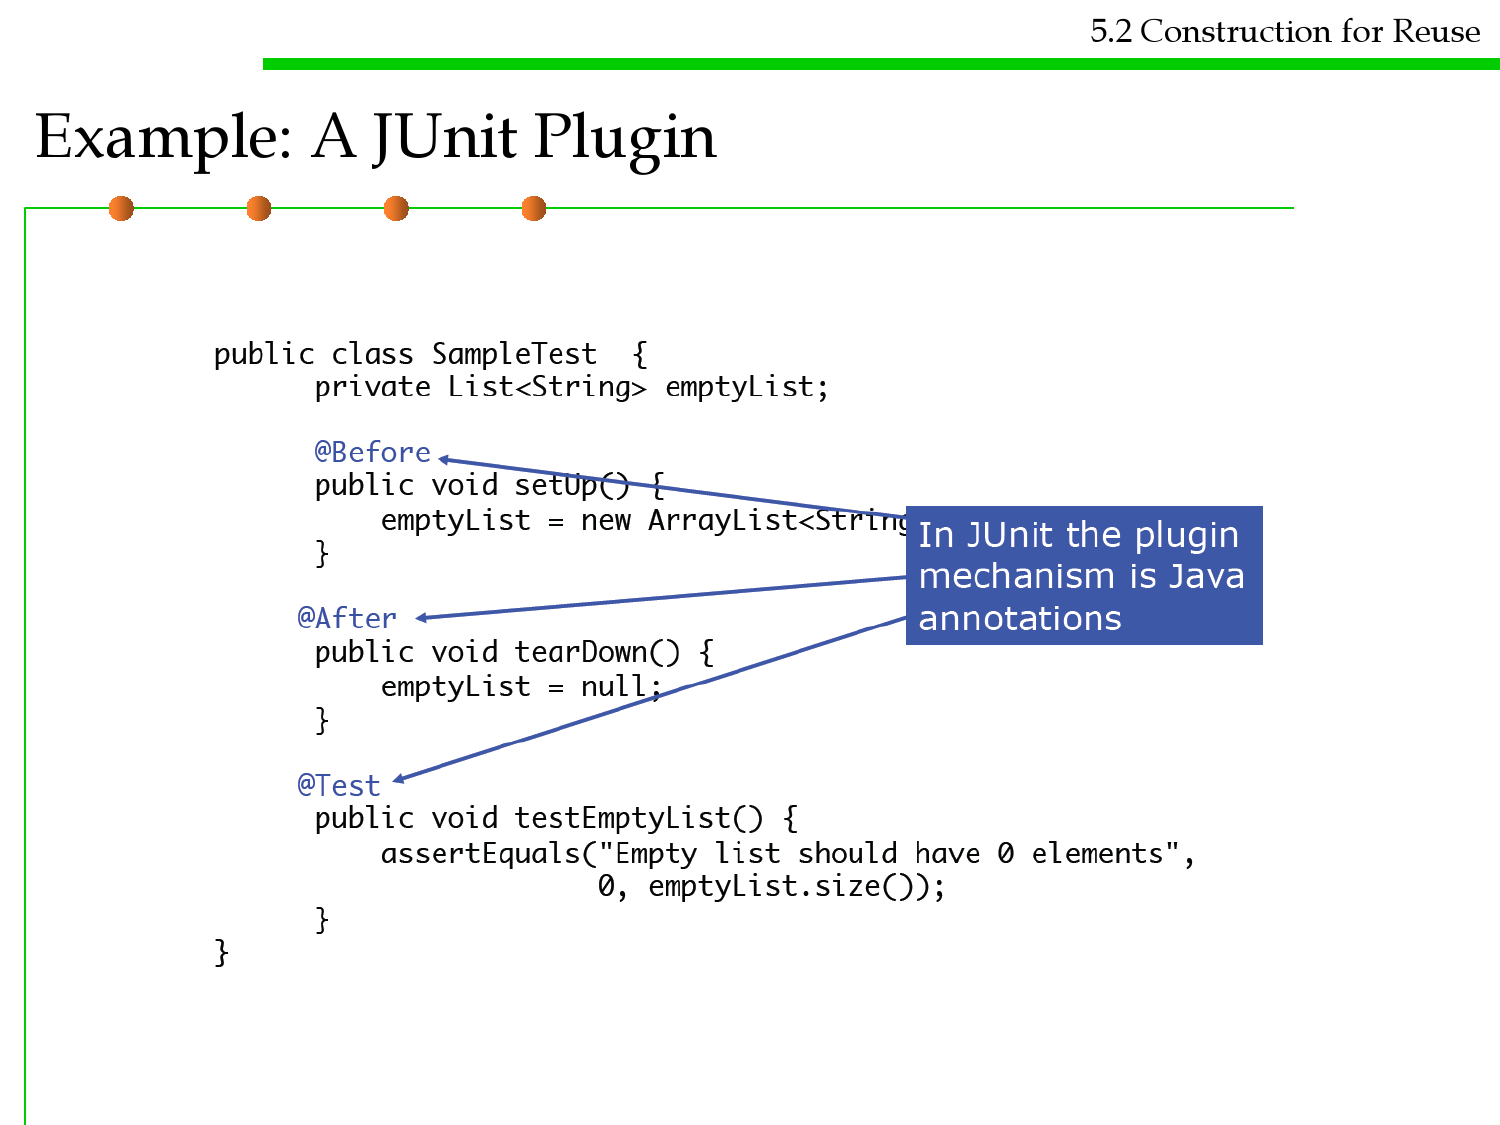 5.2 Construction for Reuse
Example: A JUnit Plugin
public class SampleTest  {
      private List<String> emptyList;
      @Before
      public void setUp() {
          emptyList = new ArrayList<String
      }
     @After
      public void tearDown() {
          emptyList = null;
      }
     @Test
      public void testEmptyList() {
          assertEquals("Empty list should have 0 elements",
                       0, emptyList.size());
      }
}
In JUnit the plugin
mechanism is Java
annotations